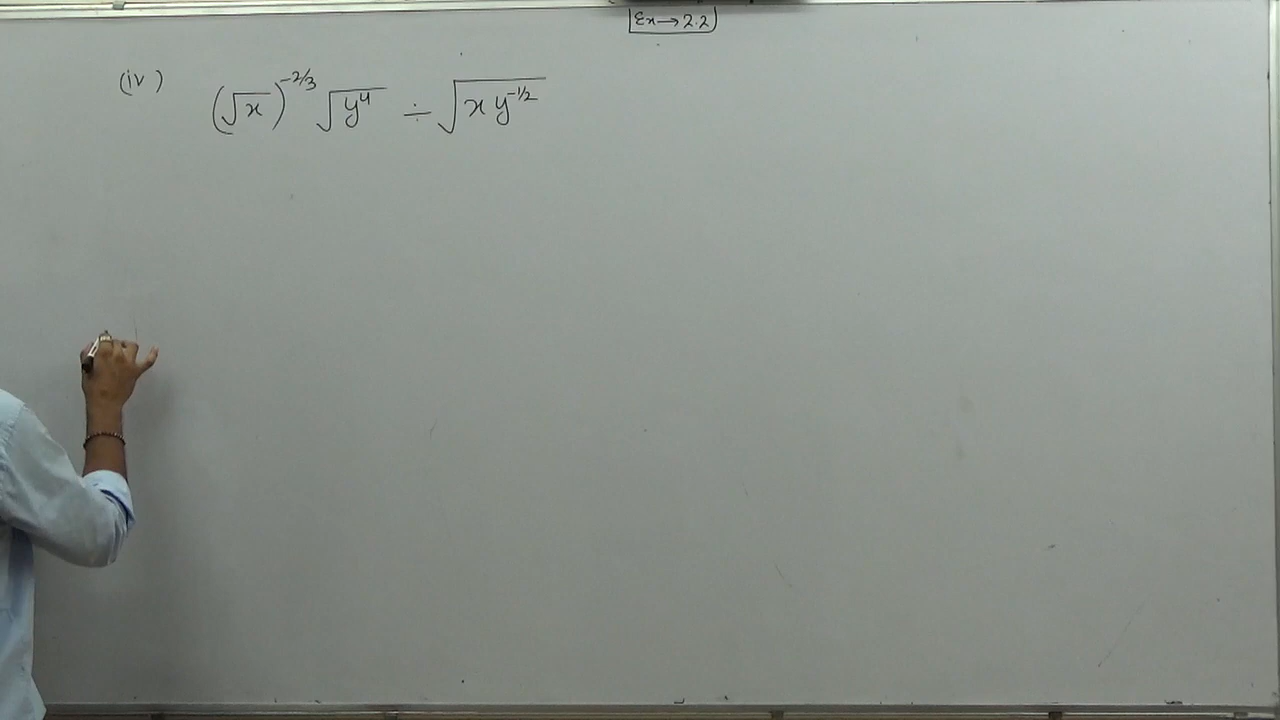 Ex→2.2
(iv) (√x)^{-2/3} √(y^4) ÷ √(x y^{-1/2})